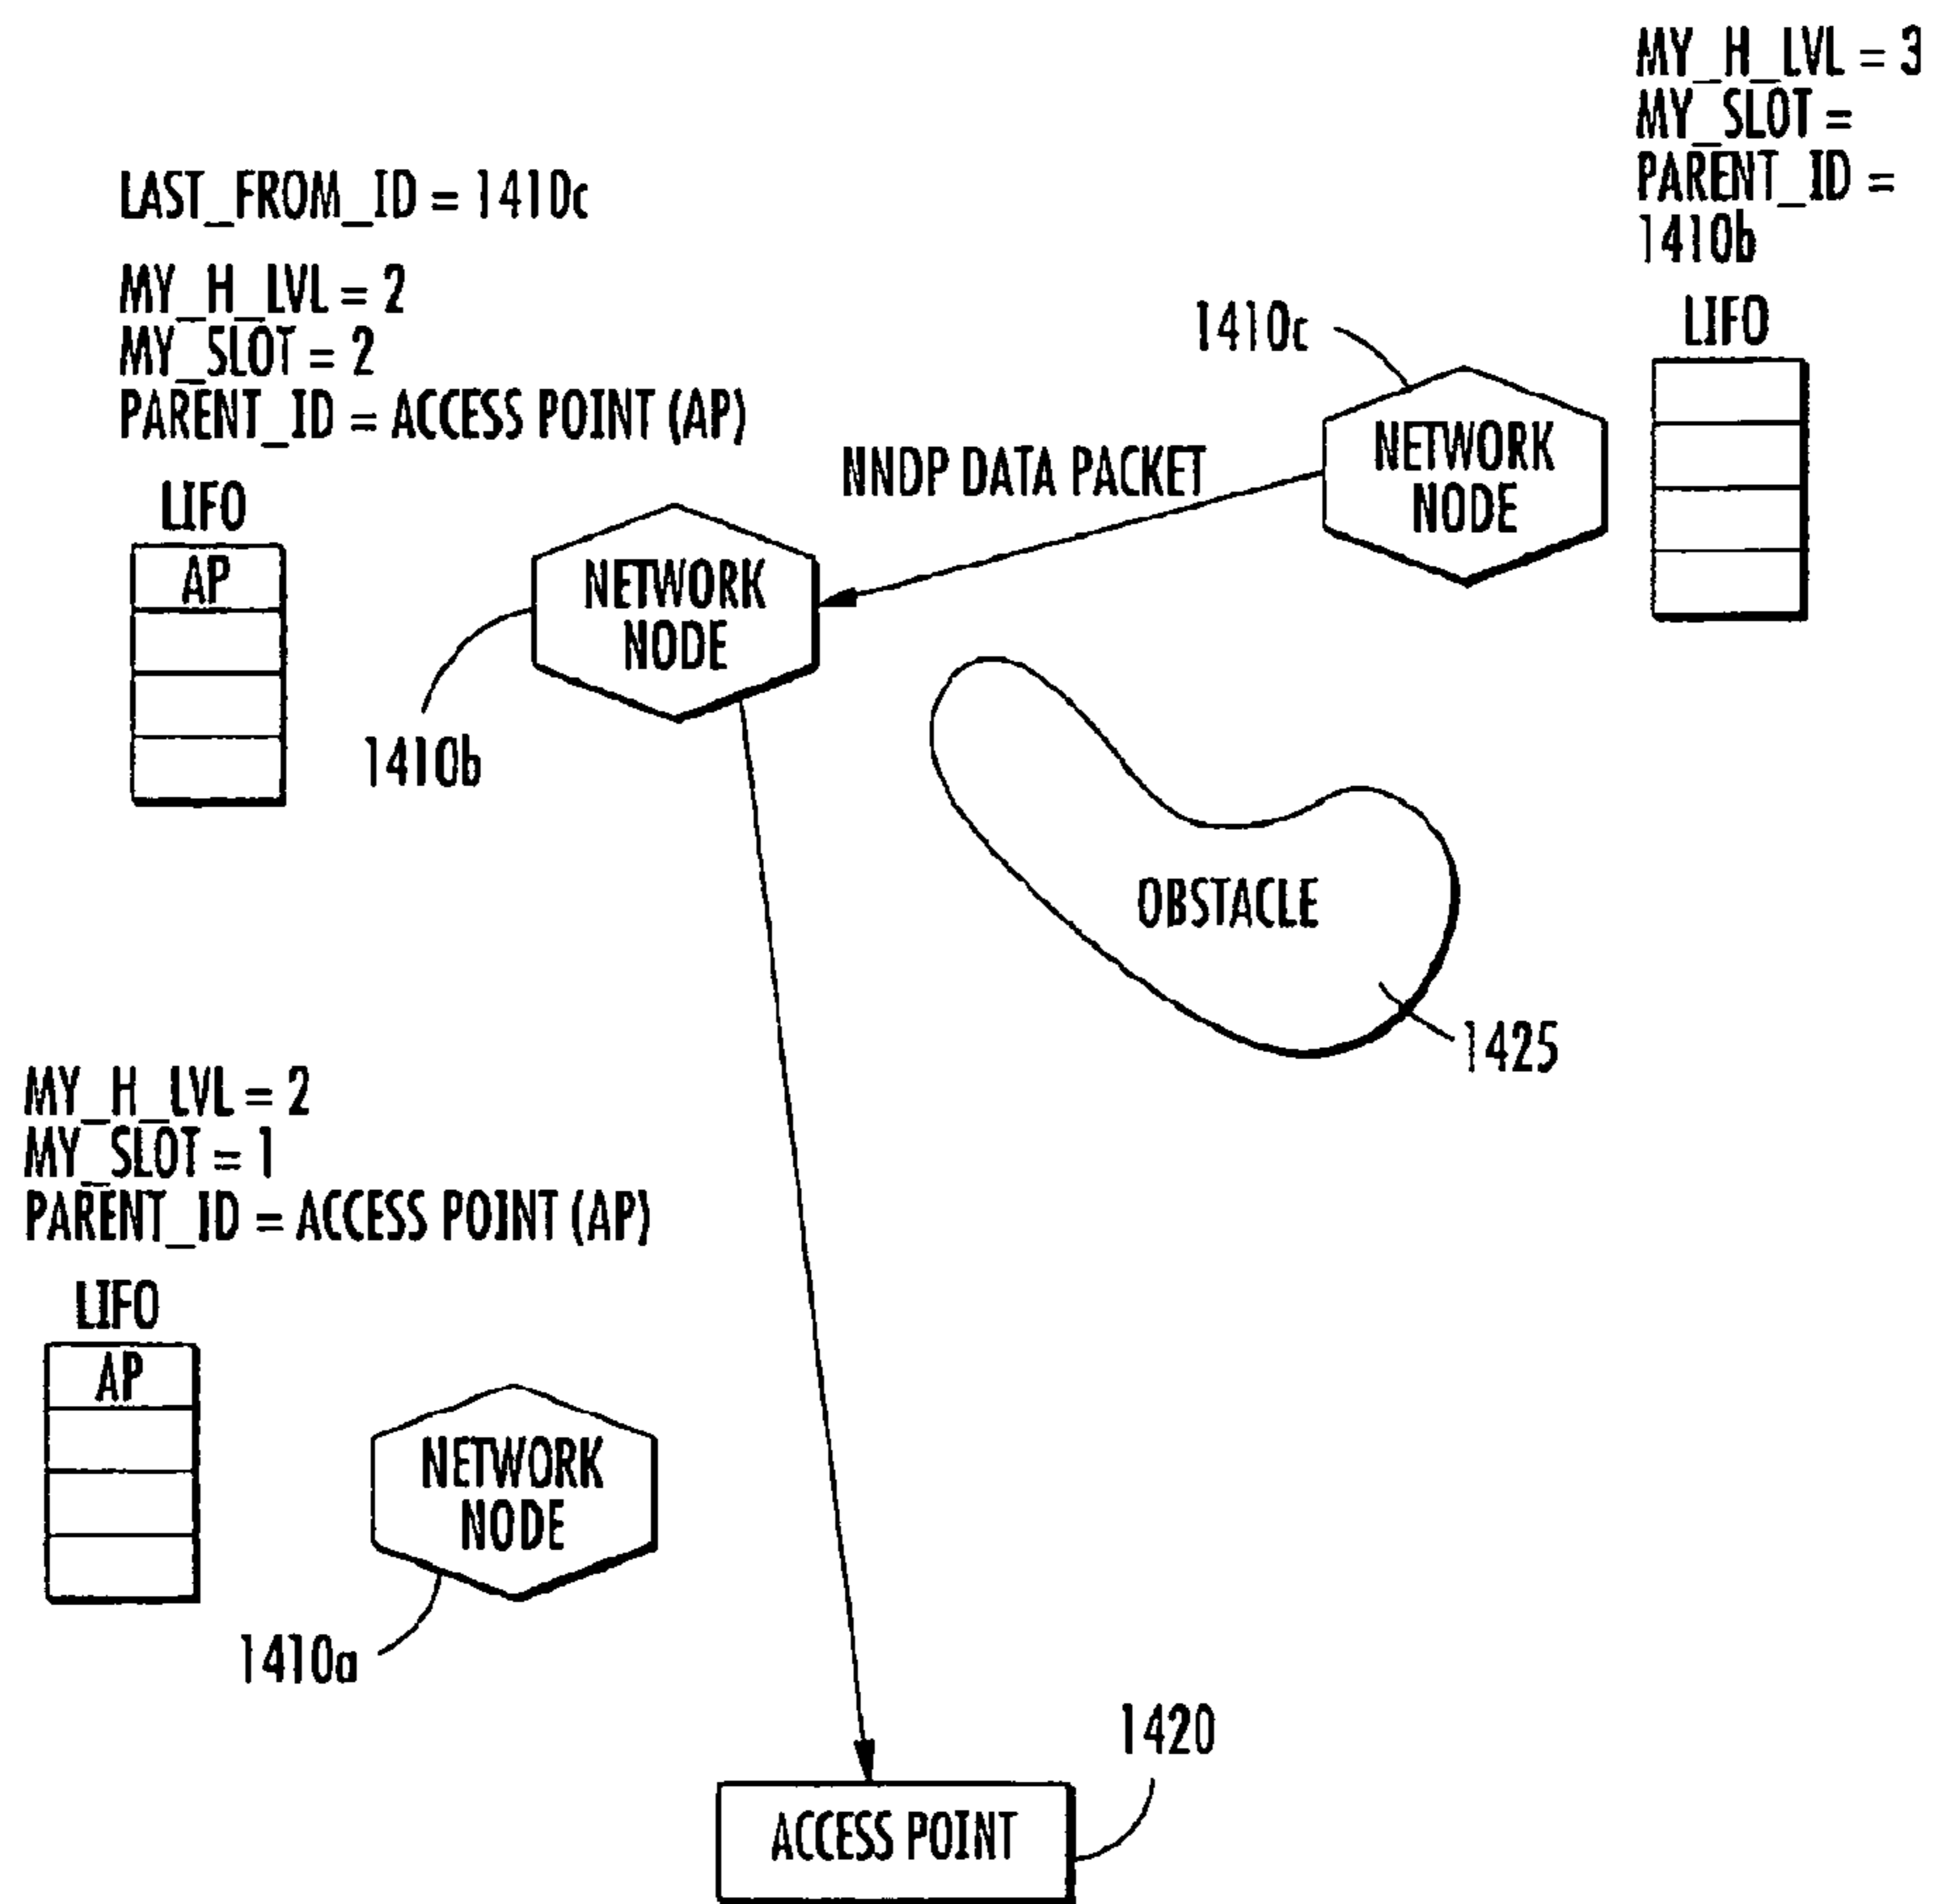 MY_H_LVL = 3
MY_SLOT =
PARENT_ID =
1410b
LIFO
LAST_FROM_ID = 1410c
MY_H_LVL = 2
MY_SLOT = 2
PARENT_ID = ACCESS POINT (AP)
LIFO
AP
1410c
NETWORK
NODE
NNDP DATA PACKET
NETWORK
NODE
1410b
OBSTACLE
1425
MY_H_LVL = 2
MY_SLOT = 1
PARENT_ID = ACCESS POINT (AP)
LIFO
AP
NETWORK
NODE
1410a
1420
ACCESS POINT